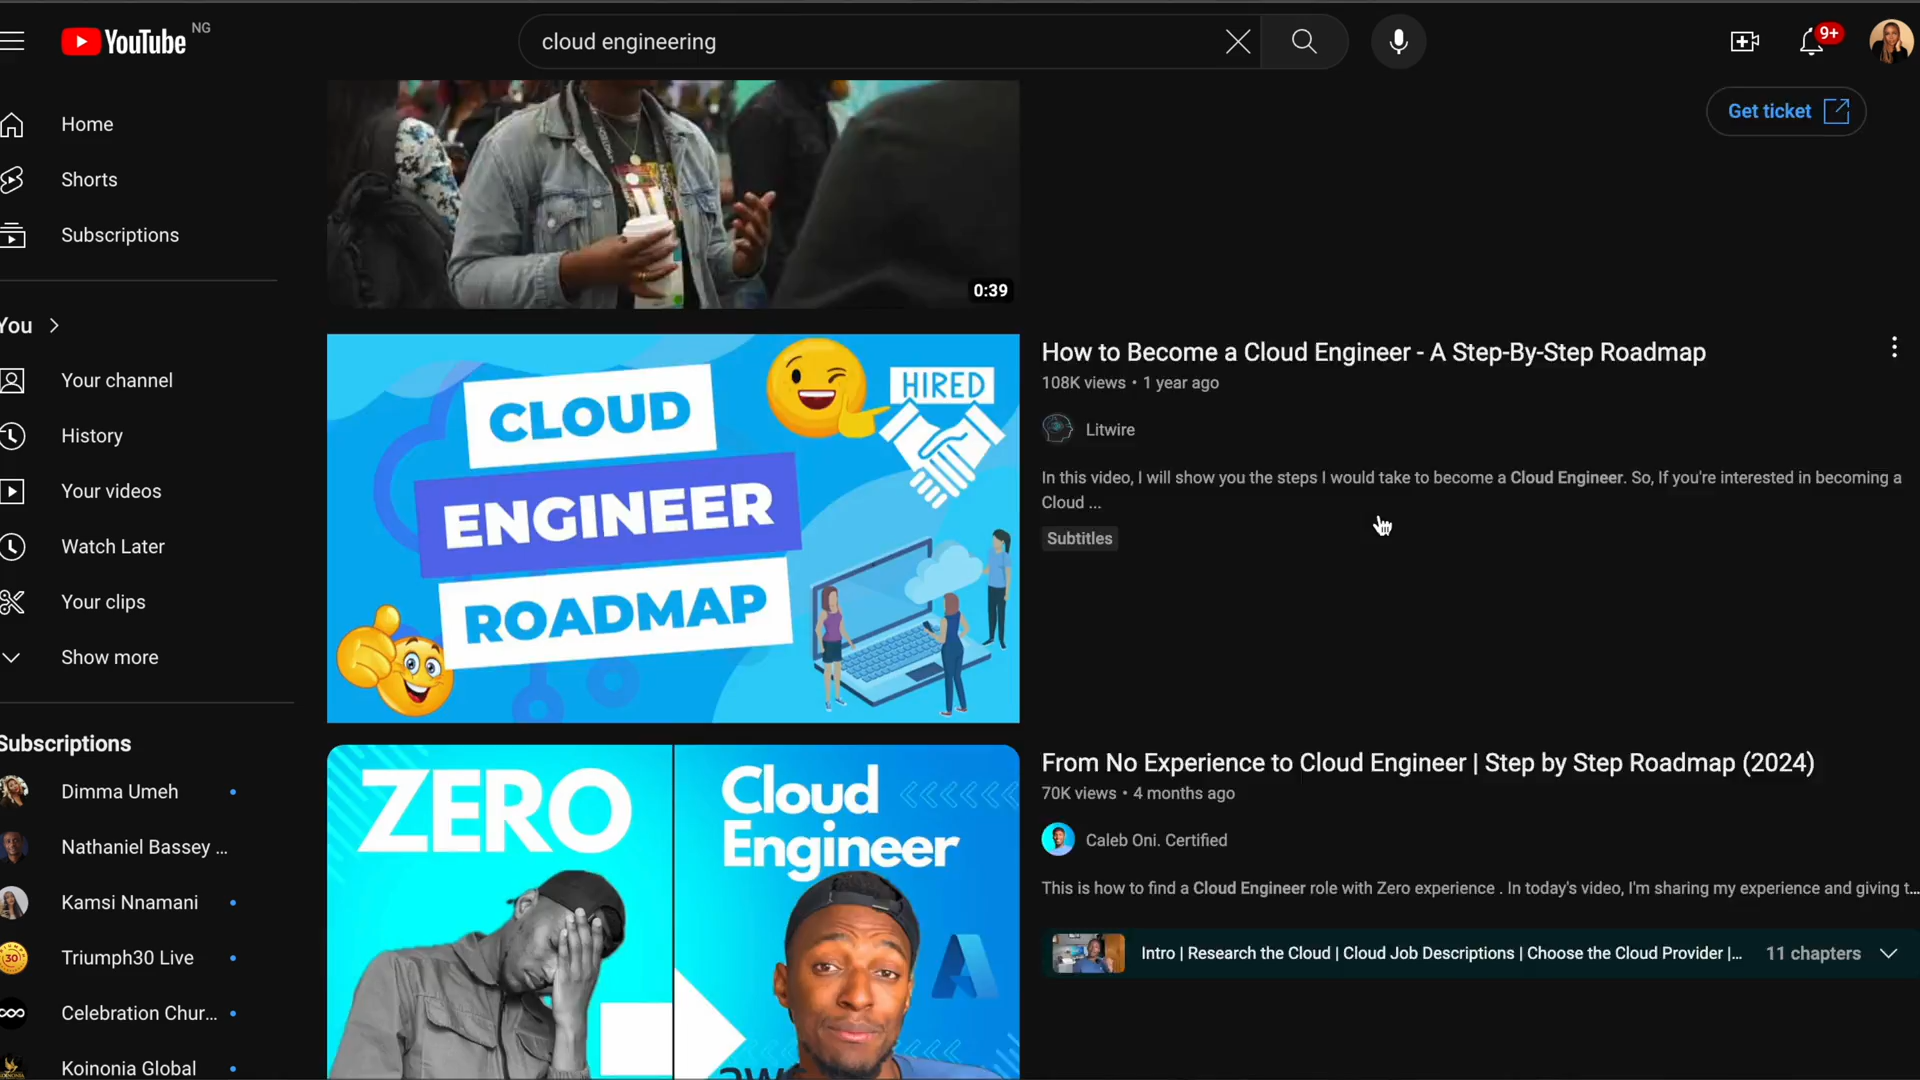 YouTube NG
cloud engineering
9+
Home
Get ticket
Shorts
Subscriptions
0:39
You
Your channel
History
Your videos
Watch Later
Your clips
Show more
CLOUD
ENGINEER
ROADMAP
HIRED
How to Become a Cloud Engineer - A Step-By-Step Roadmap
108K views • 1 year ago
Litwire
In this video, I will show you the steps I would take to become a Cloud Engineer. So, If you're interested in becoming a
Cloud ...
Subtitles
Subscriptions
Dimma Umeh
Nathaniel Bassey ...
Kamsi Nnamani
30
Triumph30 Live
Celebration Chur...
Koinonia Global
ZERO
Cloud
Engineer
aws
From No Experience to Cloud Engineer | Step by Step Roadmap (2024)
70K views • 4 months ago
Caleb Oni. Certified
This is how to find a Cloud Engineer role with Zero experience . In today's video, I'm sharing my experience and giving t...
Intro | Research the Cloud | Cloud Job Descriptions | Choose the Cloud Provider |...
11 chapters